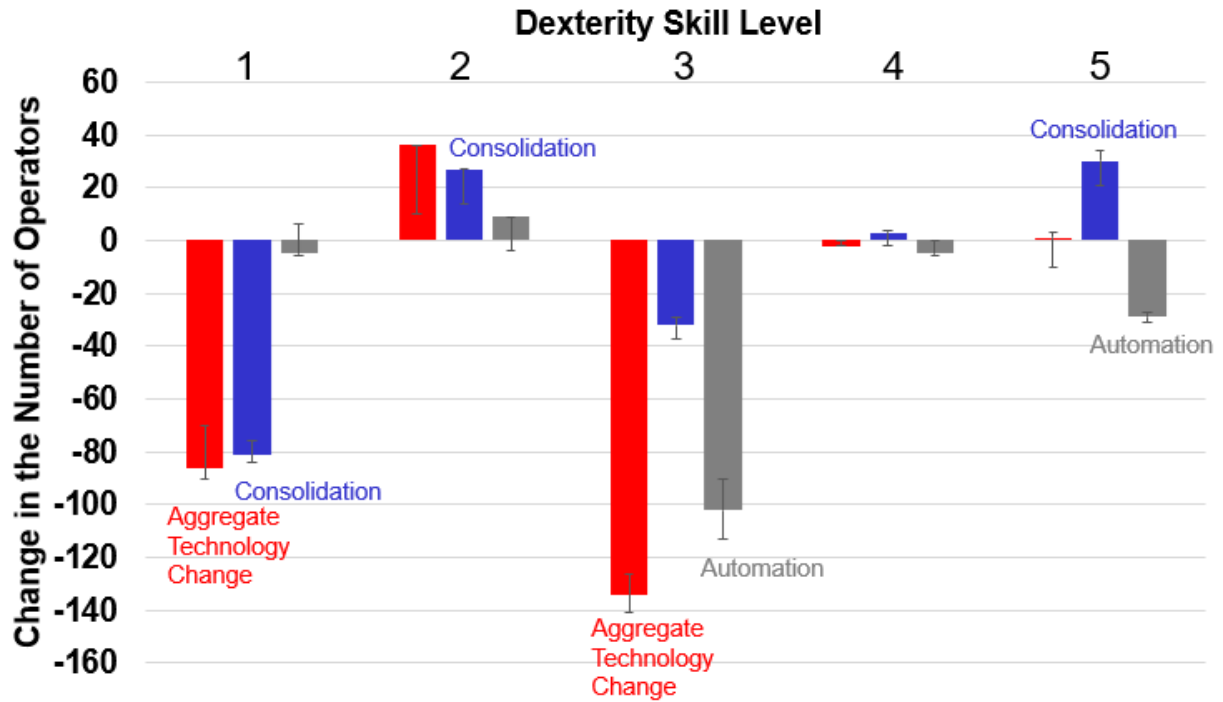 Dexterity Skill Level
1 2 3 4 5
Change in the Number of Operators
60
40
20
0
-20
-40
-60
-80
-100
-120
-140
-160
Consolidation
Aggregate
Technology
Change
Consolidation
Aggregate
Technology
Change
Automation
Consolidation
Automation